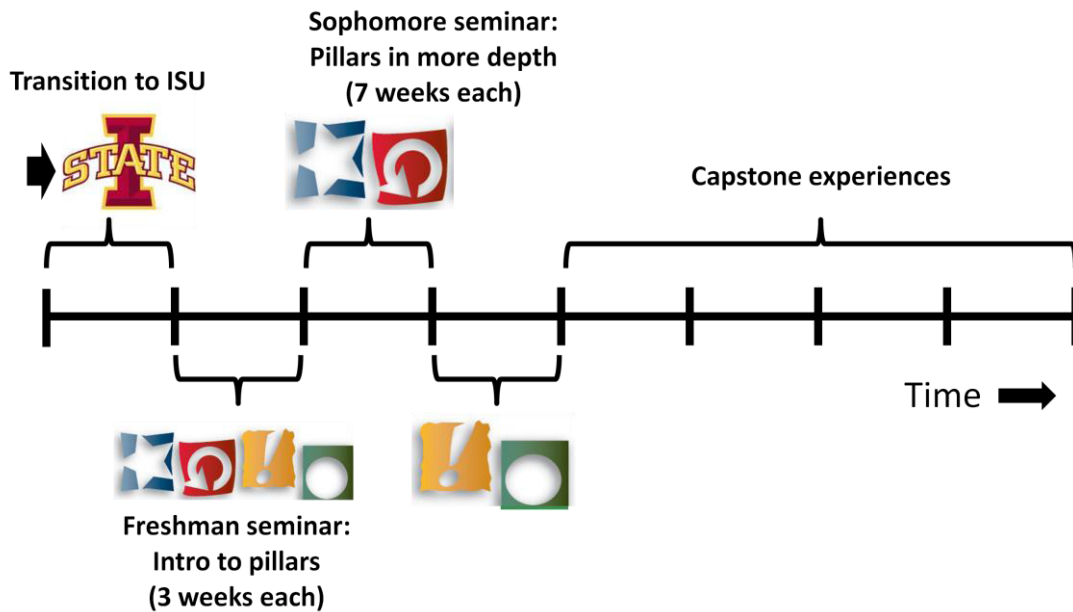 Transition to ISU
STATE
Sophomore seminar:
Pillars in more depth
(7 weeks each)
Capstone experiences
Time
Freshman seminar:
Intro to pillars
(3 weeks each)